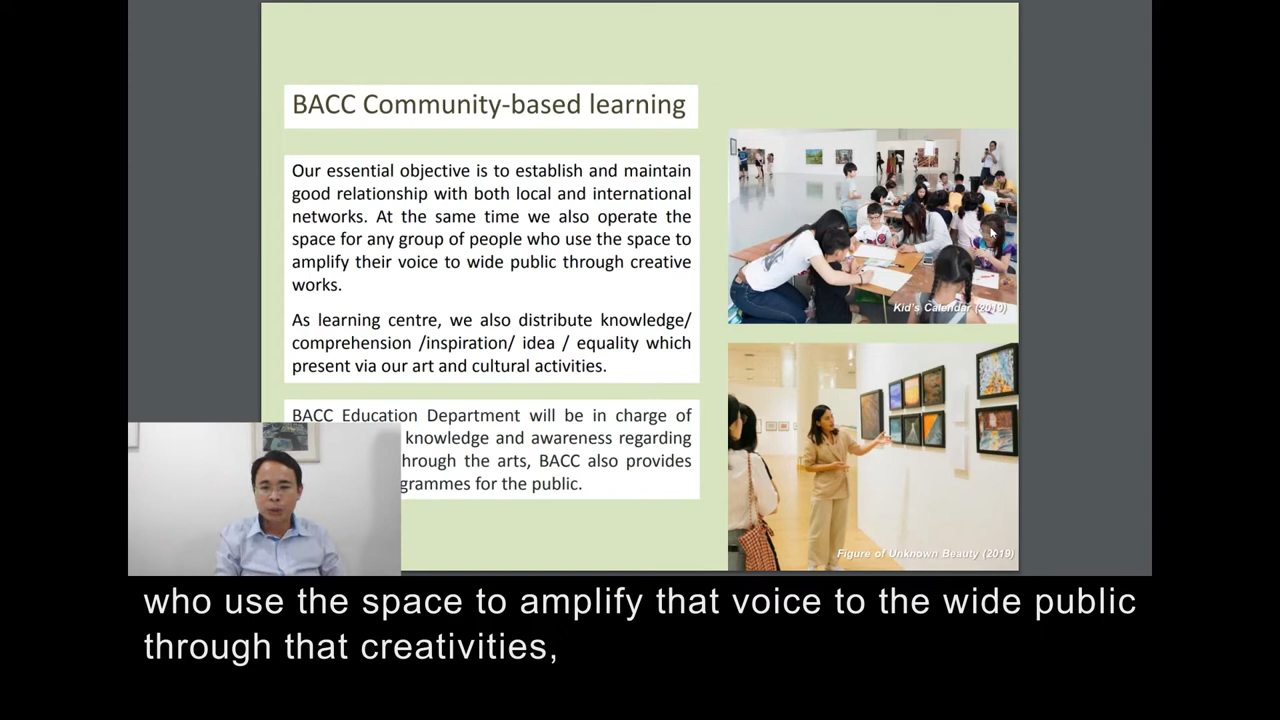 BACC Community-based learning
Our essential objective is to establish and maintain
good relationship with both local and international
networks. At the same time we also operate the
space for any group of people who use the space to
amplify their voice to wide public through creative
works.
As learning centre, we also distribute knowledge/
comprehension /inspiration/ idea / equality which
present via our art and cultural activities.
BACC Education Department will be in charge of
knowledge and awareness regarding
through the arts, BACC also provides
grammes for the public.
Kid's Calendar (2019)
Figure of Unknown Beauty (2019)
who use the space to amplify that voice to the wide public
through that creativities,